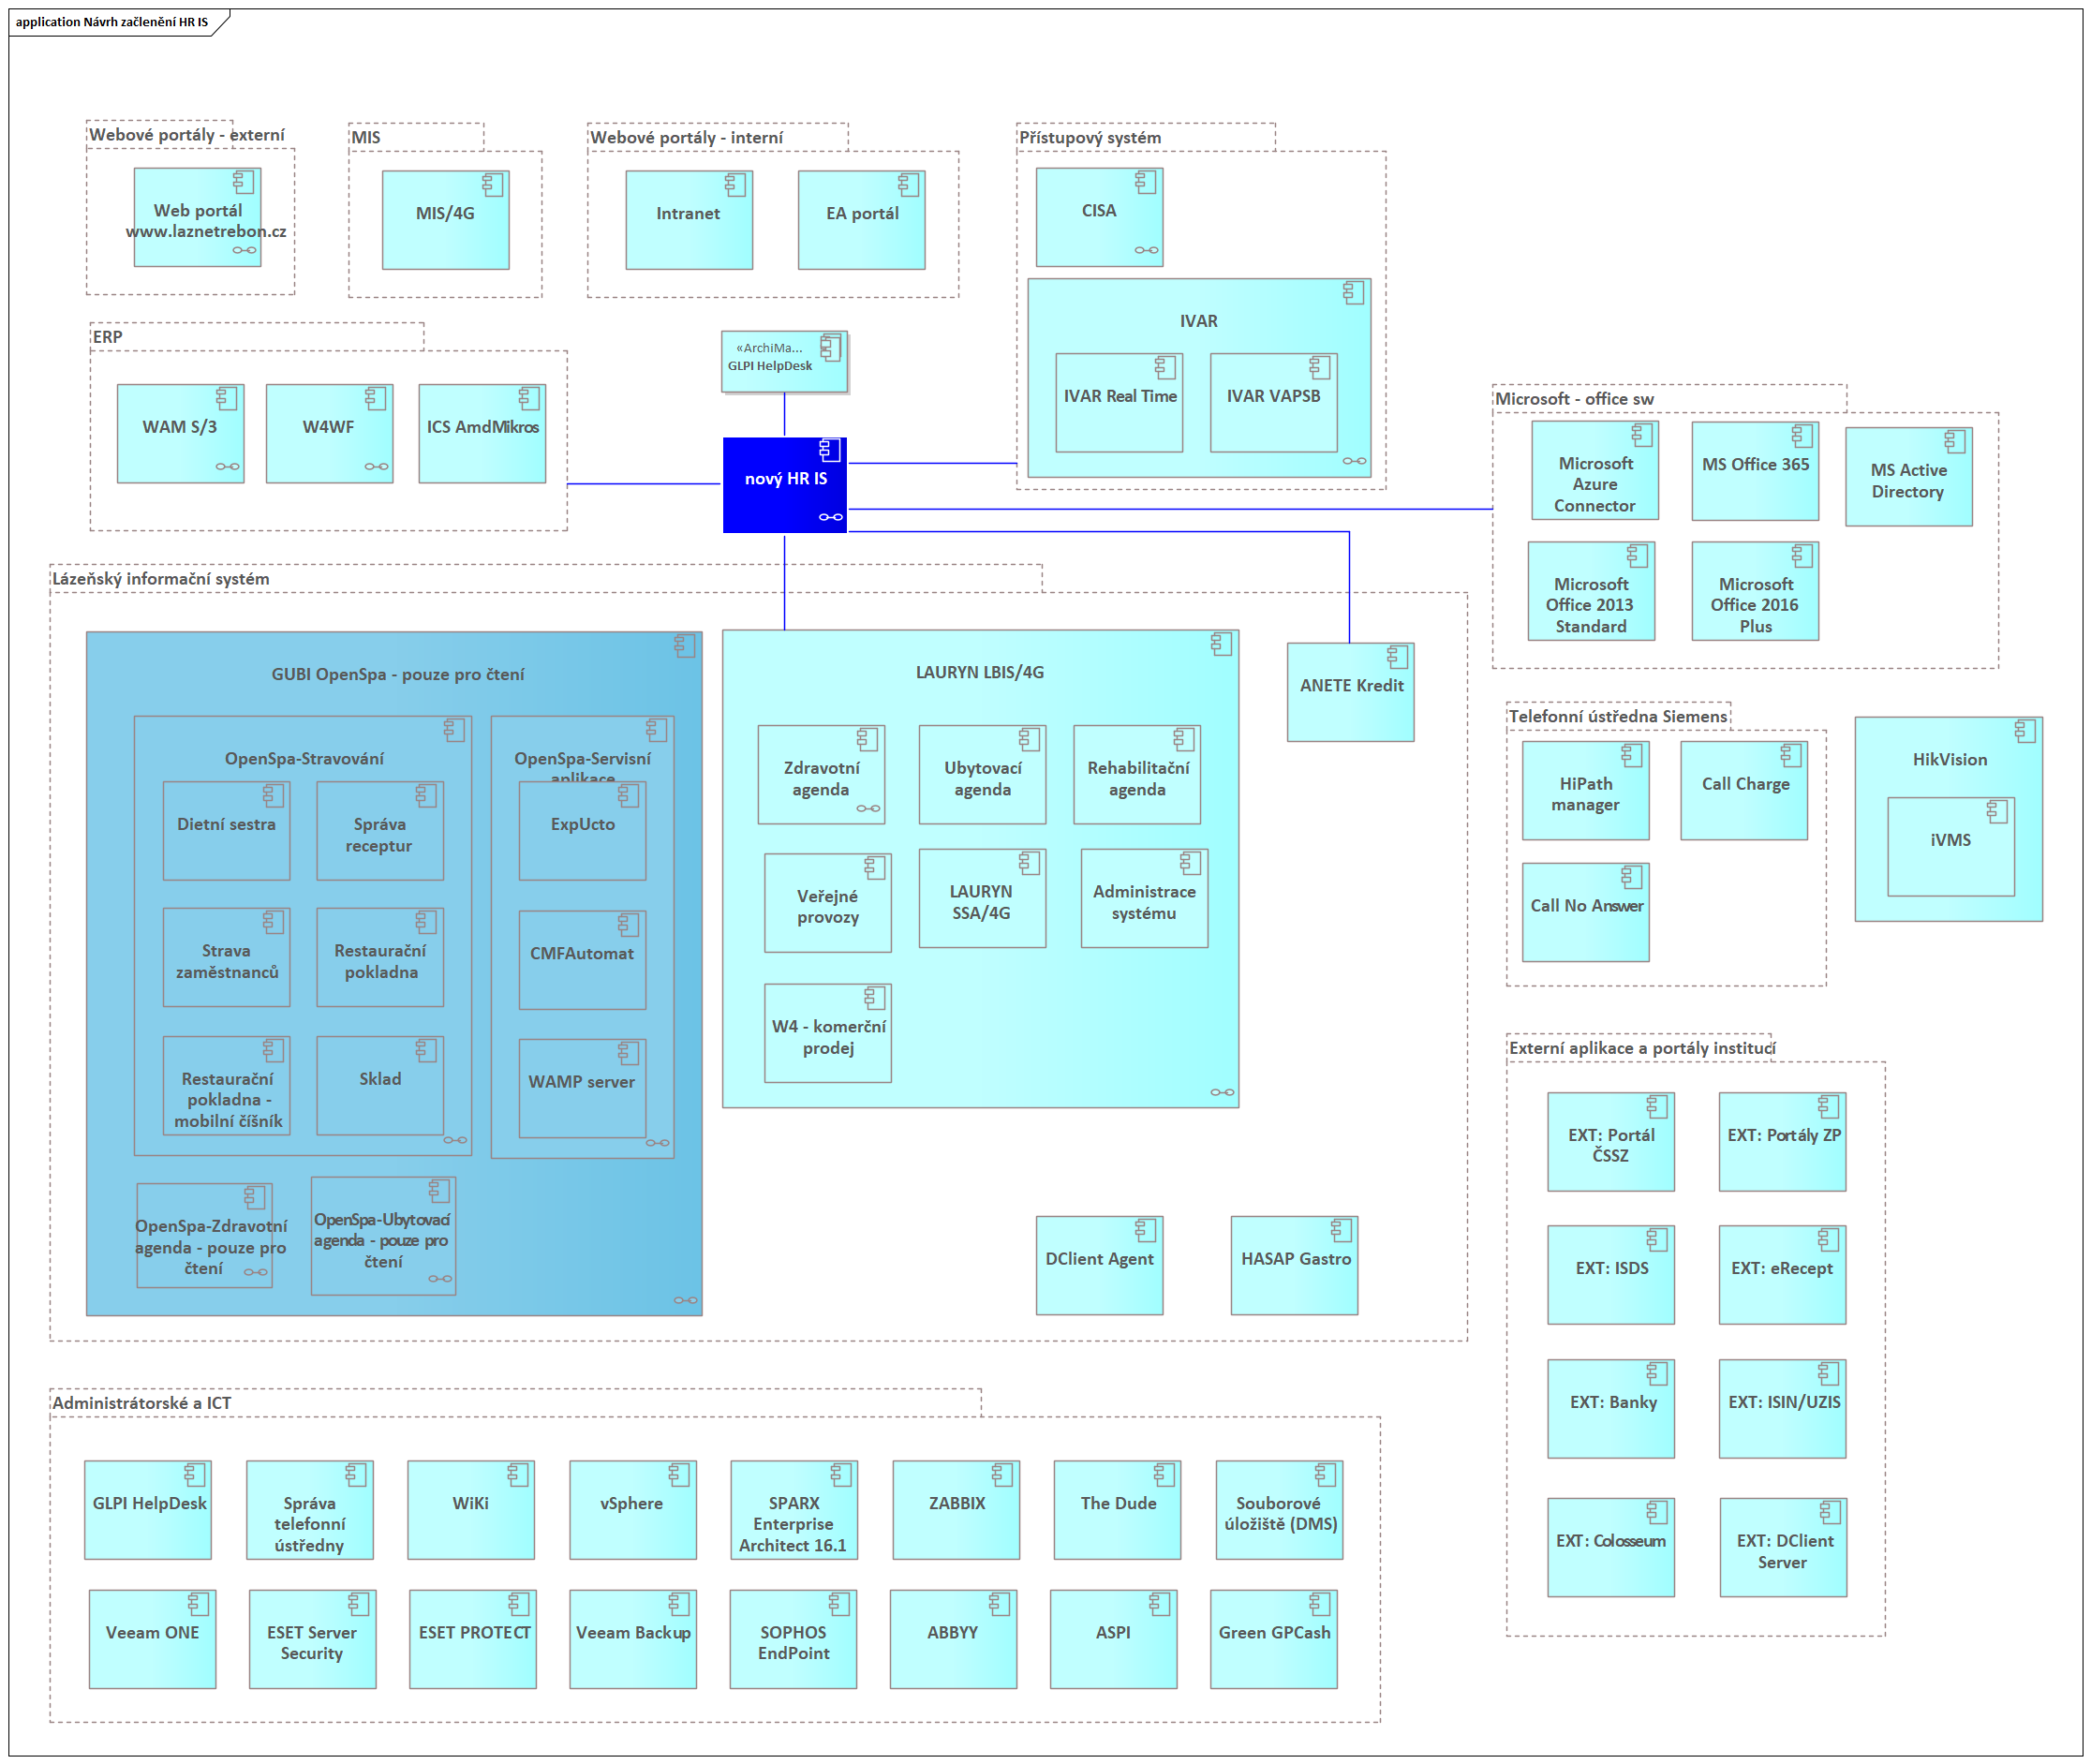 application Návrh začlenění HR IS
Webové portály - externí
Web portál
www.laznetrebon.cz
MIS
MIS/4G
Webové portály - interní
Intranet
EA portál
Přístupový systém
CISA
IVAR
IVAR Real Time
IVAR VAPSB
ERP
WAM S/3
W4WF
ICS AmdMikros
«ArchiMa...
GLPI HelpDesk
nový HR IS
Microsoft - office sw
Microsoft
Azure
Connector
MS Office 365
MS Active
Directory
Microsoft
Office 2013
Standard
Microsoft
Office 2016
Plus
Lázeňský informační systém
GUBI OpenSpa - pouze pro čtení
OpenSpa-Stravování
Dietní sestra
Správa
receptur
Strava
zaměstnanců
Restaurační
pokladna
Restaurační
pokladna -
mobilní číšník
Sklad
OpenSpa-Servisní
aplikace
ExpUcto
CMFAutomat
WAMP server
OpenSpa-Zdravotní
agenda - pouze pro
čtení
OpenSpa-Ubytovací
agenda - pouze pro
čtení
LAURYN LBIS/4G
Zdravotní
agenda
Ubytovací
agenda
Rehabilitační
agenda
Veřejné
provozy
LAURYN
SSA/4G
Administrace
systému
W4 - komerční
prodej
ANETE Kredit
DClient Agent
HASAP Gastro
Telefonní ústředna Siemens
HiPath
manager
Call Charge
Call No Answer
HikVision
iVMS
Externí aplikace a portály institucí
EXT: Portál
ČSSZ
EXT: Portály ZP
EXT: ISDS
EXT: eRecept
EXT: Banky
EXT: ISIN/UZIS
EXT: Colosseum
EXT: DClient
Server
Administrátorské a ICT
GLPI HelpDesk
Správa
telefonní
ústředny
WiKi
vSphere
SPARX
Enterprise
Architect 16.1
ZABBIX
The Dude
Souborové
úložiště (DMS)
Veeam ONE
ESET Server
Security
ESET PROTECT
Veeam Backup
SOPHOS
EndPoint
ABBYY
ASPI
Green GPCash